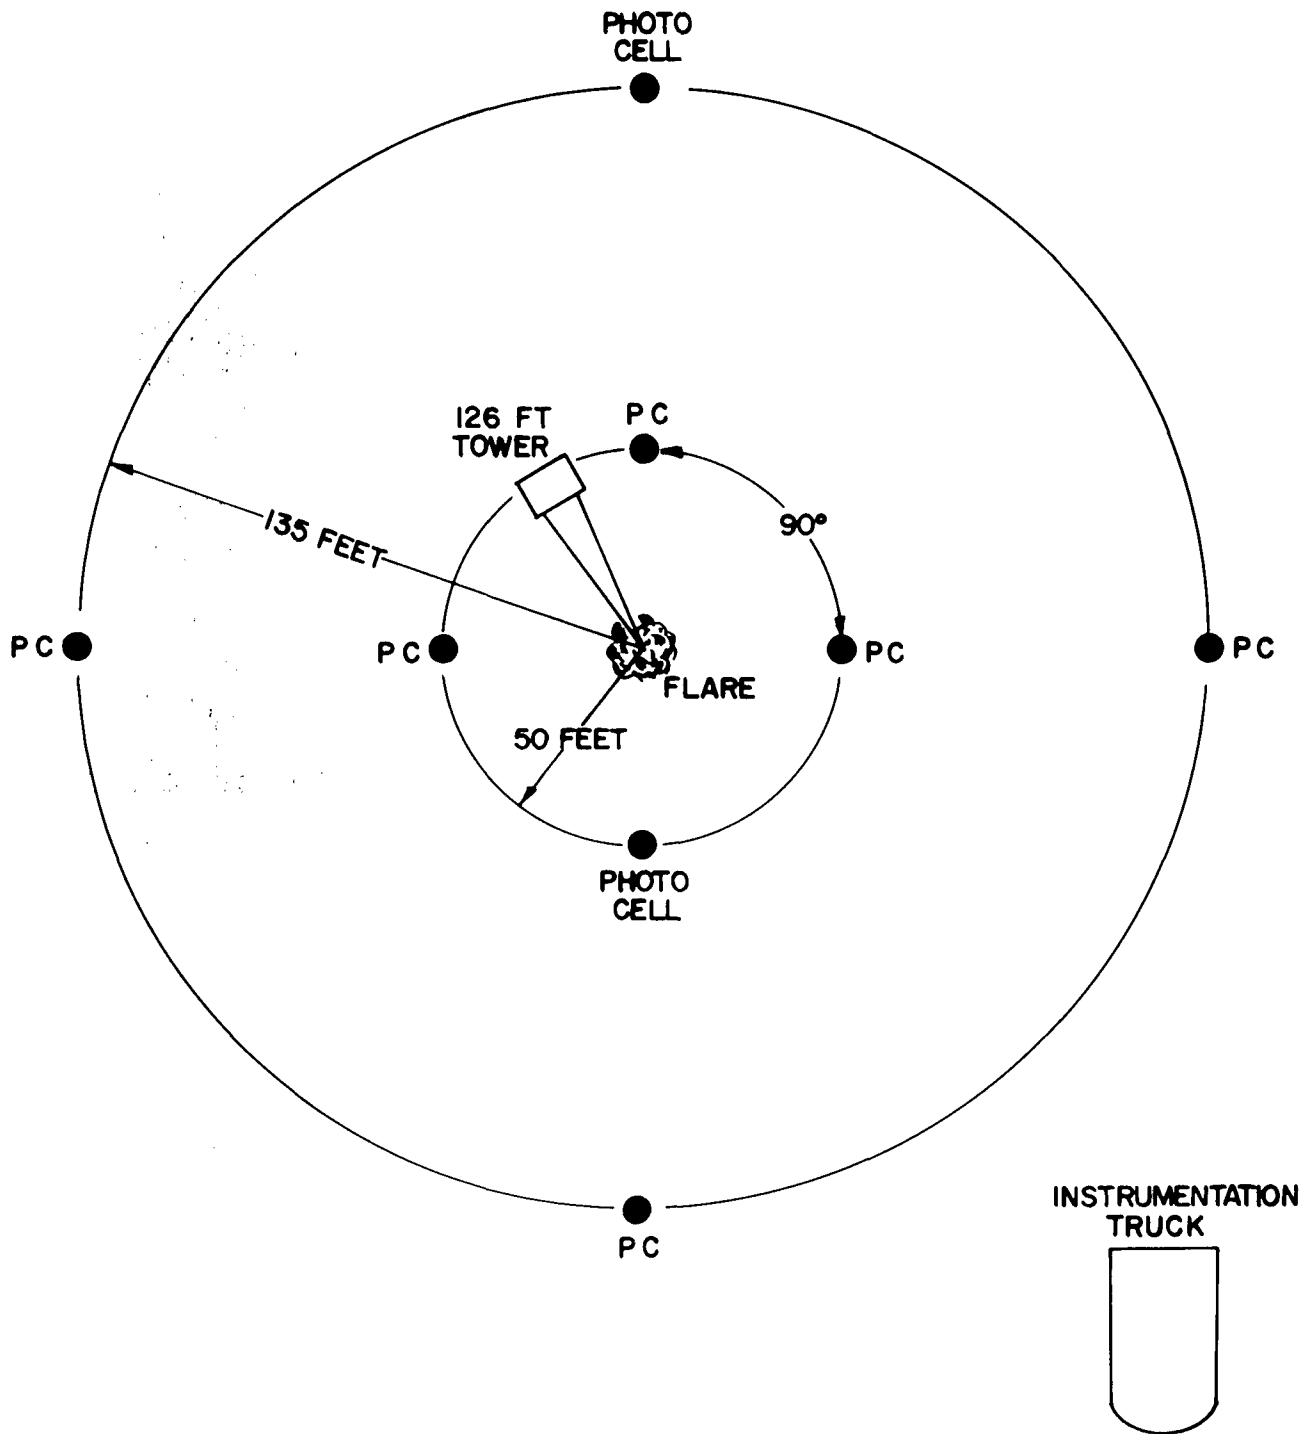 PHOTO
CELL
126 FT
TOWER
PC
90°
135 FEET
PC
PC
PC
PC
FLARE
50 FEET
PHOTO
CELL
PC
INSTRUMENTATION
TRUCK